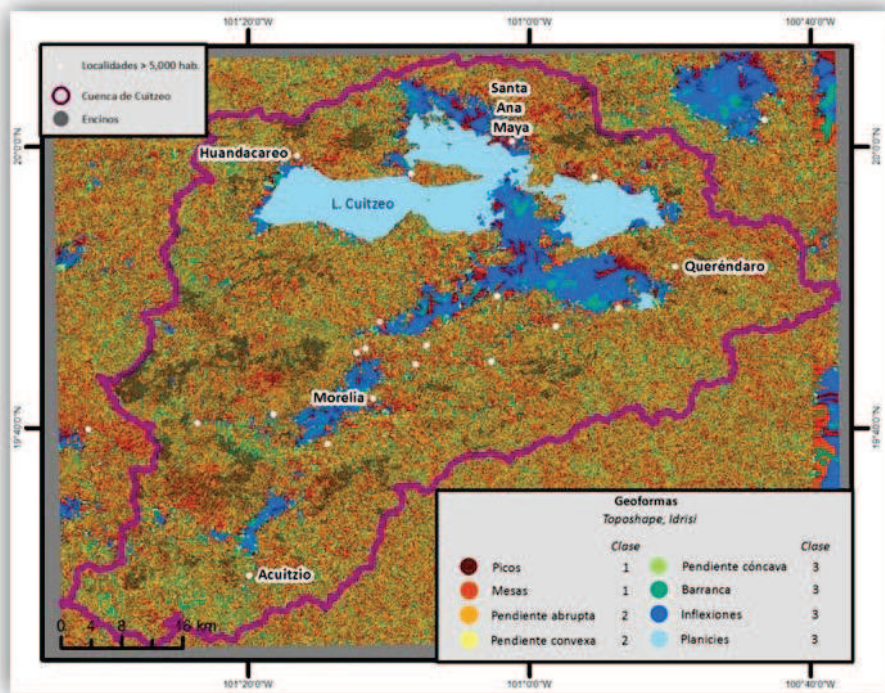 101°20'0"W 101°0'0"W 100°40'0"W
Localidades > 5,000 hab.
Cuenca de Cuitzeo
Encinos
Santa
Ana
Maya
20°0'0"N 20°0'0"N
Huandacareo
L. Cuitzeo
Queréndaro
Morelia
19°40'0"N 19°40'0"N
Acuitzio
0 4 8 16 km
Geoformas
Toposhape, Idrisi
Clase Clase
Picos 1 Pendiente cóncava 3
Mesas 1 Barranca 3
Pendiente abrupta 2 Inflexiones 3
Pendiente convexa 2 Planicies 3
101°20'0"W 101°0'0"W 100°40'0"W